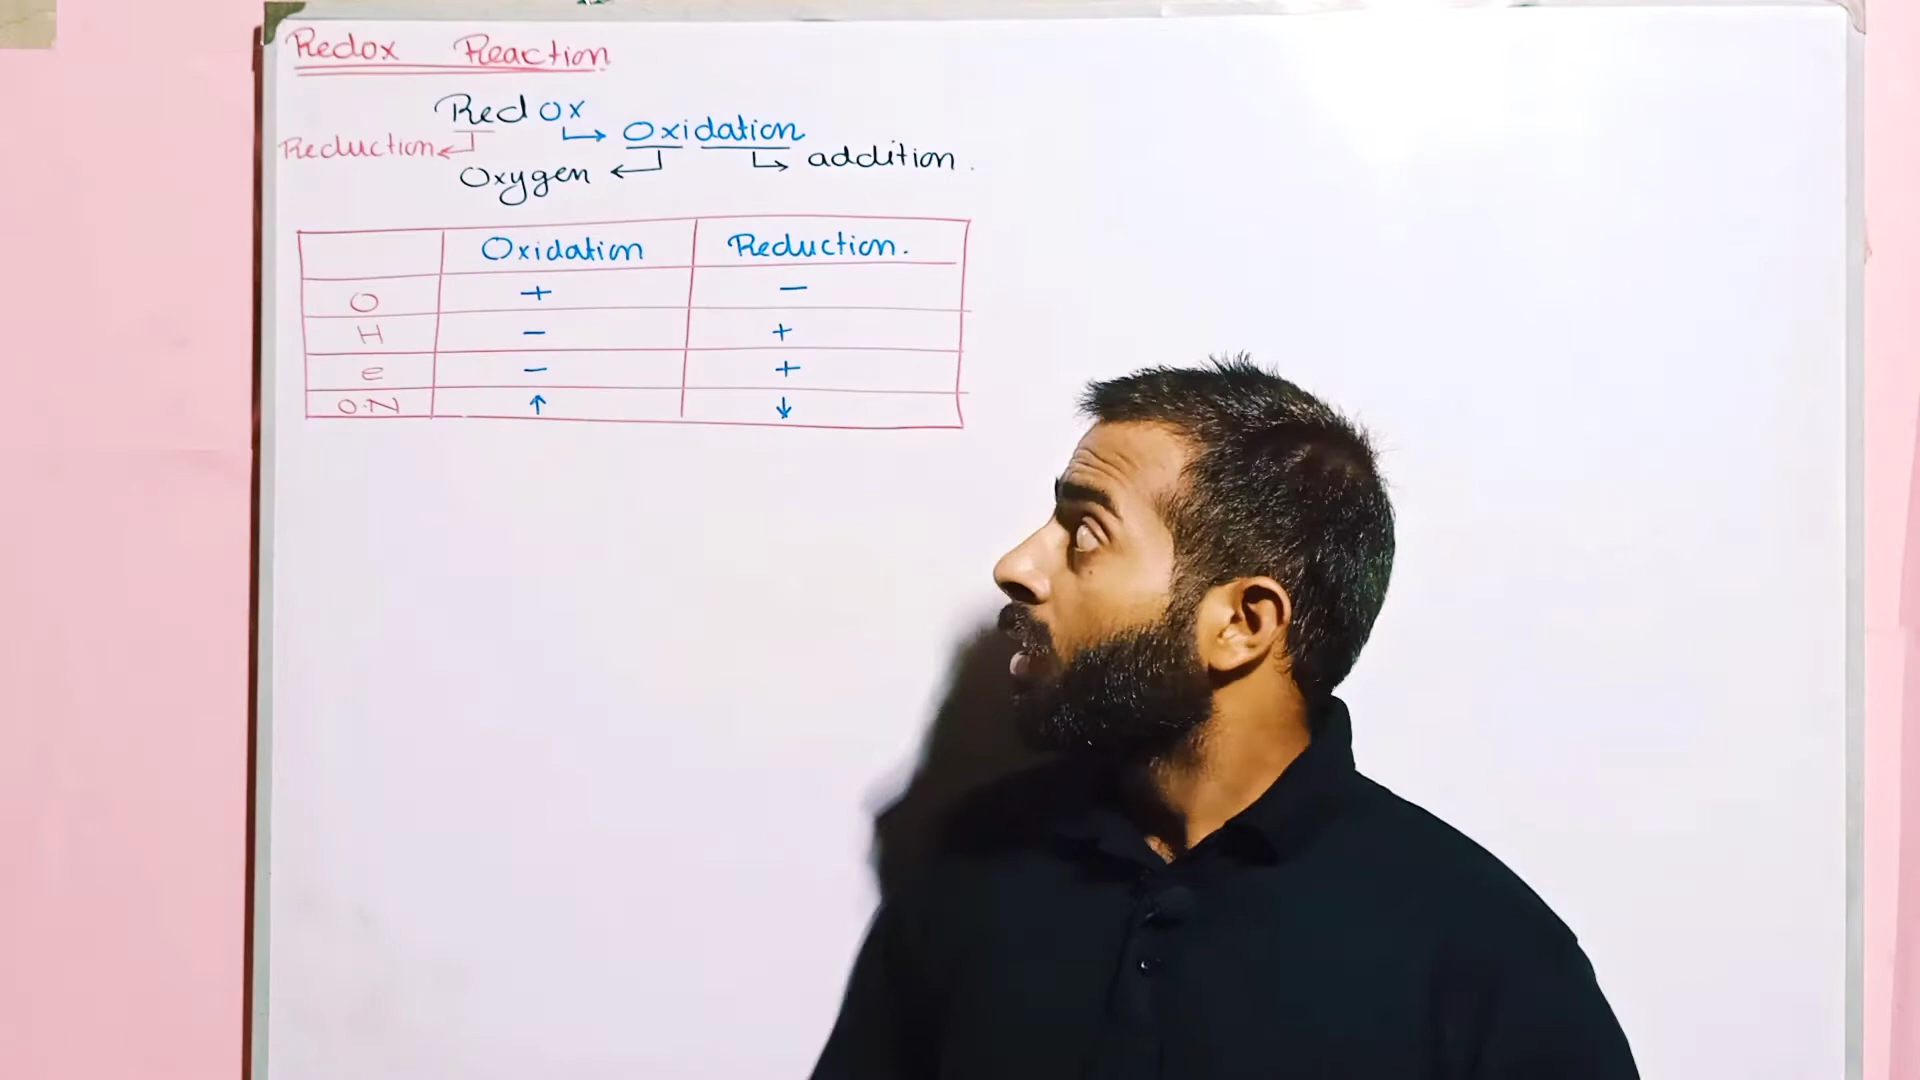 Redox Reaction
Redox
Reduction
Oxidation
Oxygen
addition.
Oxidation Reduction.
O + −
H − +
e − +
O.N ↑ ↓